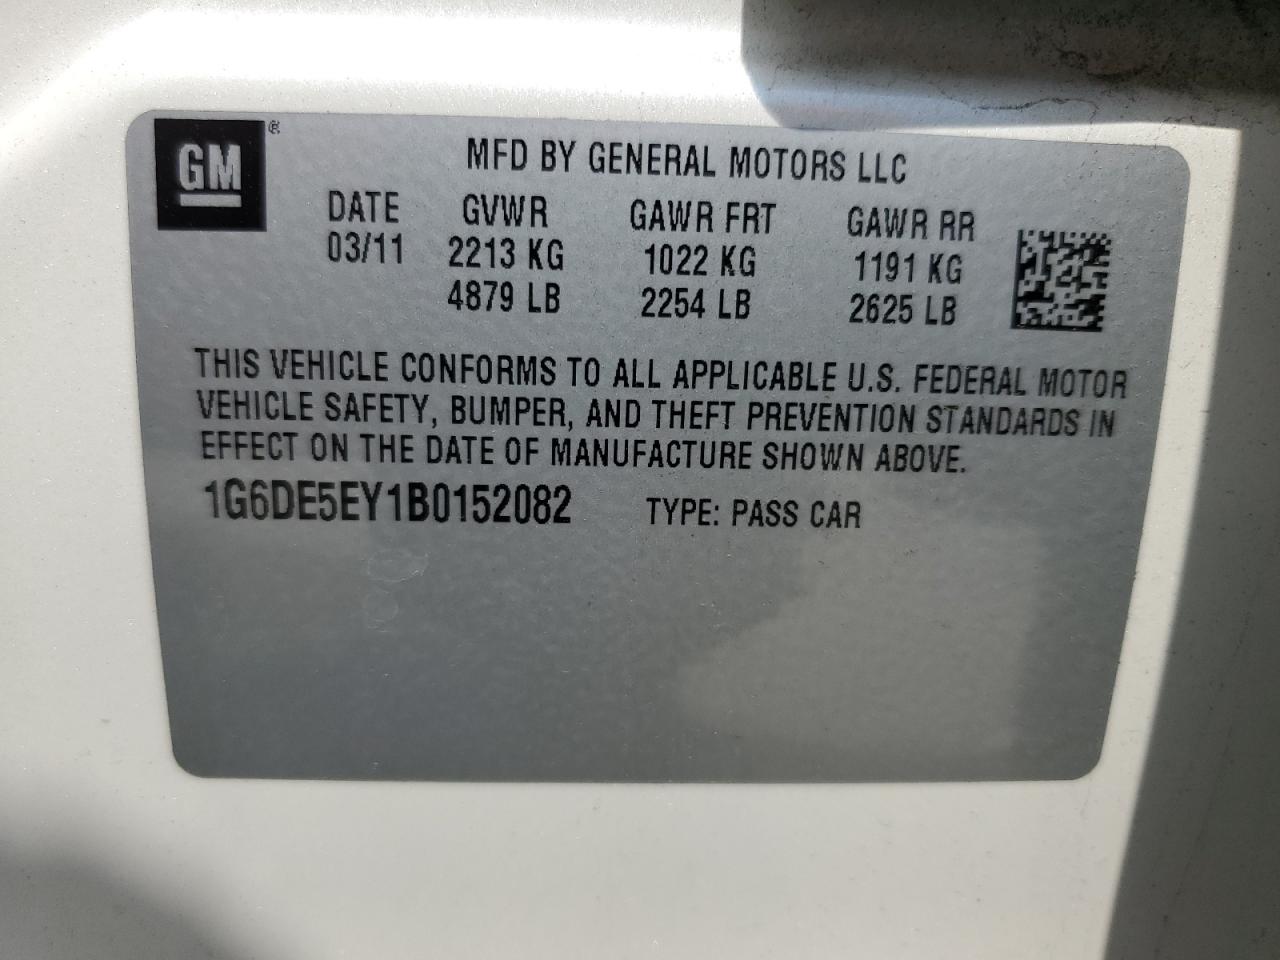 GM®
MFD BY GENERAL MOTORS LLC
DATE GVWR GAWR FRT GAWR RR
03/11 2213 KG 1022 KG 1191 KG
4879 LB 2254 LB 2625 LB
THIS VEHICLE CONFORMS TO ALL APPLICABLE U.S. FEDERAL MOTOR
VEHICLE SAFETY, BUMPER, AND THEFT PREVENTION STANDARDS IN
EFFECT ON THE DATE OF MANUFACTURE SHOWN ABOVE.
1G6DE5EY1B0152082 TYPE: PASS CAR